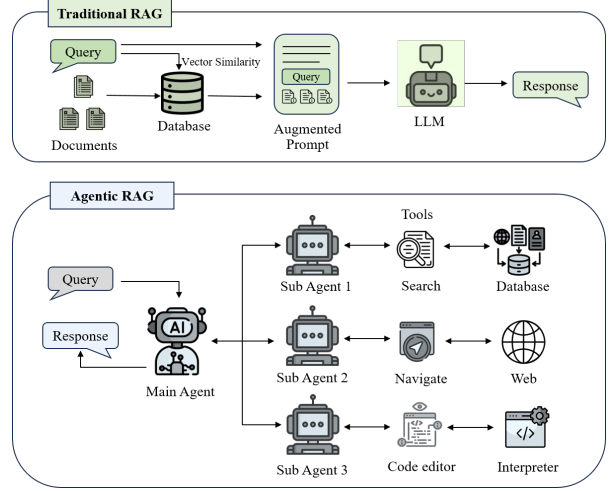 Traditional RAG
Query
Vector Similarity
Query
Documents
Database
Augmented
Prompt
LLM
Response
Agentic RAG
Tools
Query
Response
AI
Main Agent
Sub Agent 1
Search
Database
Sub Agent 2
Navigate
Web
</>
</>
Sub Agent 3
Code editor
Interpreter